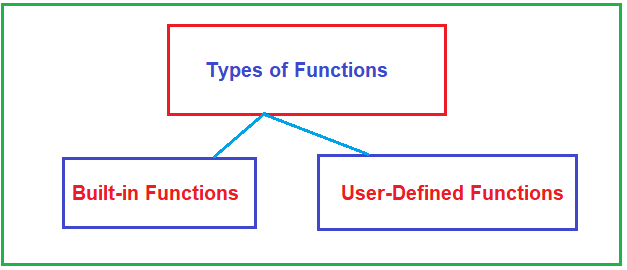 Types of Functions
Built-in Functions
User-Defined Functions